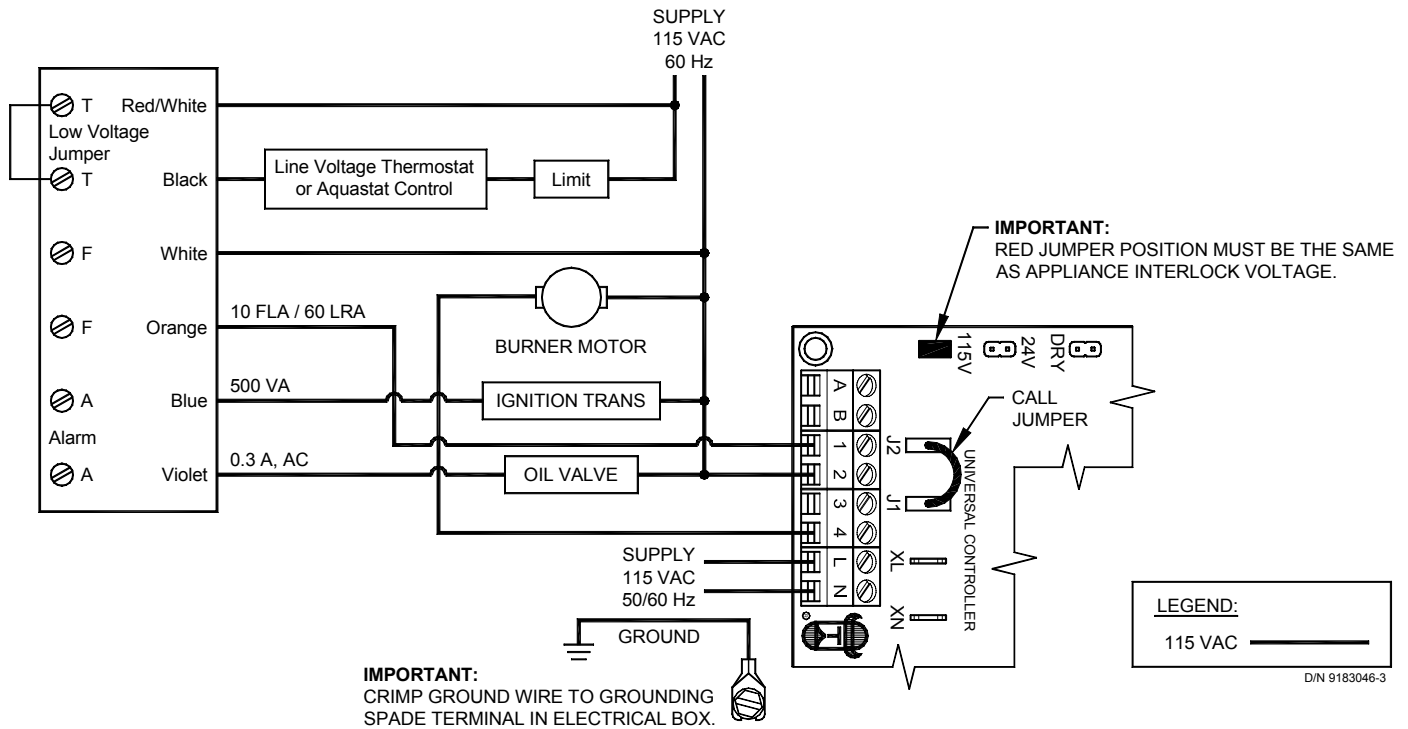 SUPPLY
115 VAC
60 Hz
T
Red/White
Low Voltage
Jumper
T
Black
Line Voltage Thermostat
or Aquastat Control
Limit
F
White
F
Orange
10 FLA / 60 LRA
BURNER MOTOR
A
Blue
500 VA
IGNITION TRANS
Alarm
A
Violet
0.3 A, AC
OIL VALVE
IMPORTANT:
RED JUMPER POSITION MUST BE THE SAME
AS APPLIANCE INTERLOCK VOLTAGE.
115V
24V
DRY
CALL
JUMPER
A
B
1
2
3
4
L
N
J2
J1
XL
XN
UNIVERSAL CONTROLLER
SUPPLY
115 VAC
50/60 Hz
GROUND
IMPORTANT:
CRIMP GROUND WIRE TO GROUNDING
SPADE TERMINAL IN ELECTRICAL BOX.
LEGEND:
115 VAC
D/N 9183046-3